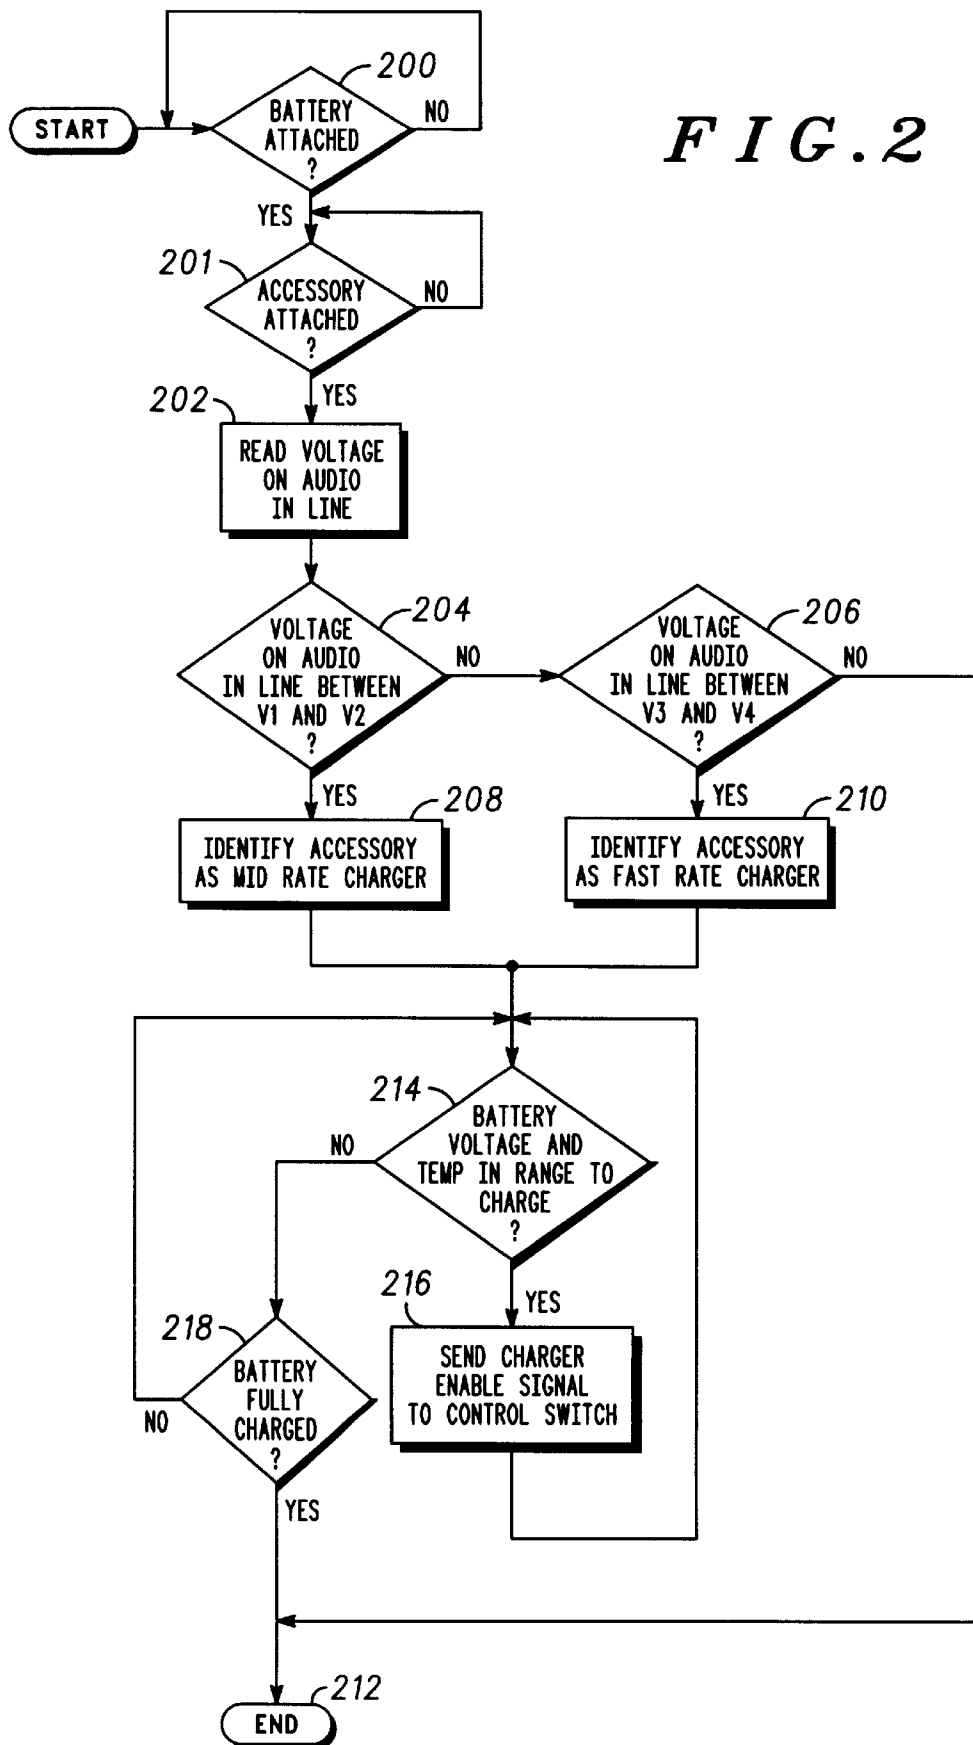 200
FIG.2
START
BATTERY
ATTACHED
?
NO
YES
201
ACCESSORY
ATTACHED
?
NO
YES
202
READ VOLTAGE
ON AUDIO
IN LINE
204
VOLTAGE
ON AUDIO
IN LINE BETWEEN
V1 AND V2
?
NO
YES
206
VOLTAGE
ON AUDIO
IN LINE BETWEEN
V3 AND V4
?
NO
YES
208
IDENTIFY ACCESSORY
AS MID RATE CHARGER
210
IDENTIFY ACCESSORY
AS FAST RATE CHARGER
214
BATTERY
VOLTAGE AND
TEMP IN RANGE TO
CHARGE
?
NO
YES
216
SEND CHARGER
ENABLE SIGNAL
TO CONTROL SWITCH
218
BATTERY
FULLY
CHARGED
?
NO
YES
212
END